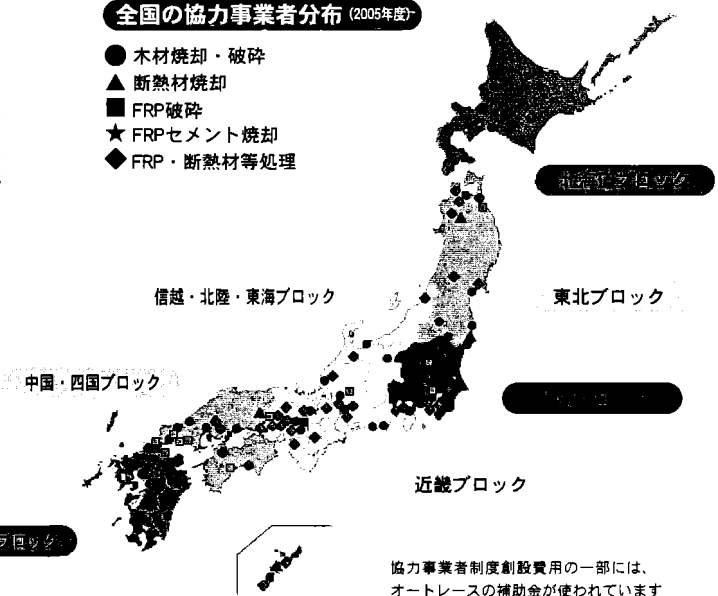 全国の協力事業者分布 (2005年度)
● 木材焼却・破砕
▲ 断熱材焼却
■ FRP破砕
★ FRPセメント焼却
◆ FRP・断熱材等処理
東北ブロック
信越・北陸・東海ブロック
中国・四国ブロック
近畿ブロック
ブロック
協力事業者制度創設費用の一部には、
オートレースの補助金が使われています